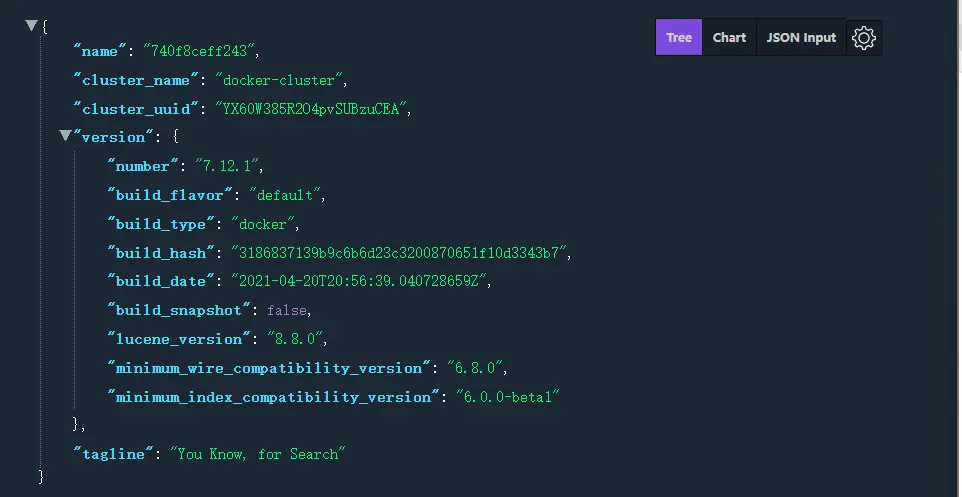 {
Tree Chart JSON Input
"name": "740f8ceff243",
"cluster_name": "docker-cluster",
"cluster_uuid": "YX60W385R2O4pvSUBzuCEA",
"version": {
"number": "7.12.1",
"build_flavor": "default",
"build_type": "docker",
"build_hash": "3186837139b9c6b6d23c3200870651f10d3343b7",
"build_date": "2021-04-20T20:56:39.040728659Z",
"build_snapshot": false,
"lucene_version": "8.8.0",
"minimum_wire_compatibility_version": "6.8.0",
"minimum_index_compatibility_version": "6.0.0-beta1"
},
"tagline": "You Know, for Search"
}